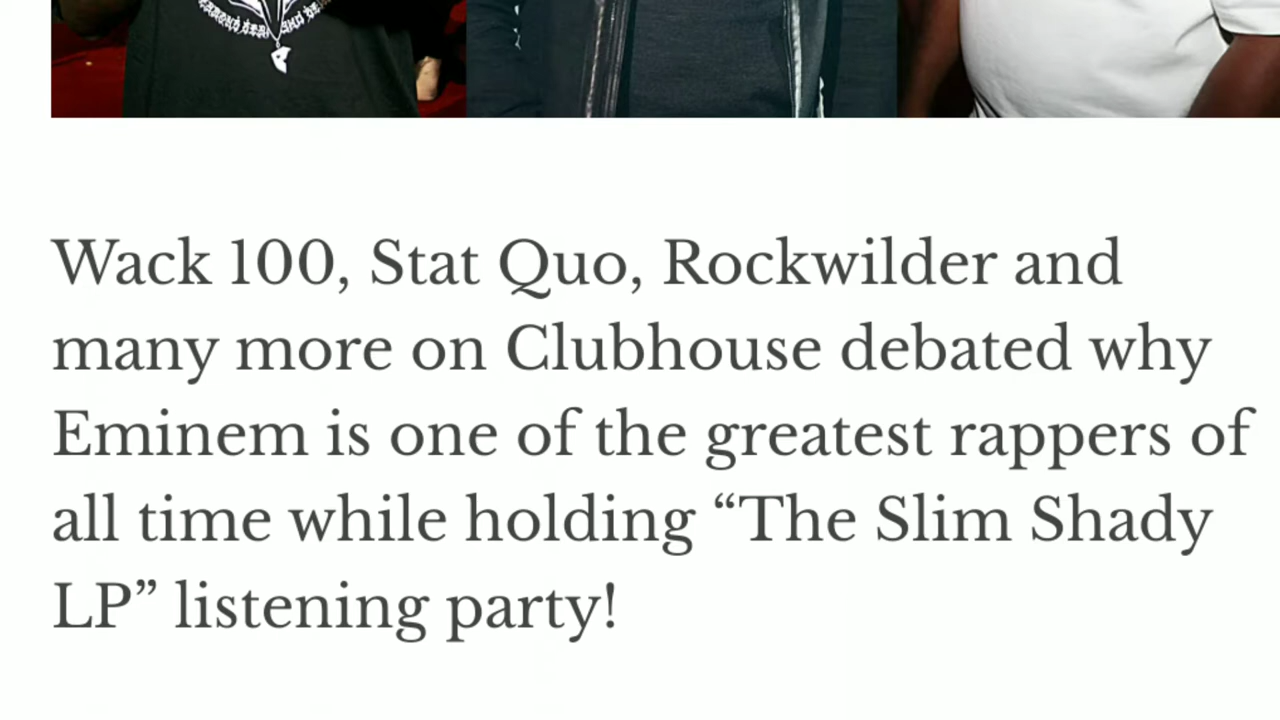 Wack 100, Stat Quo, Rockwilder and
many more on Clubhouse debated why
Eminem is one of the greatest rappers of
all time while holding “The Slim Shady
LP” listening party!